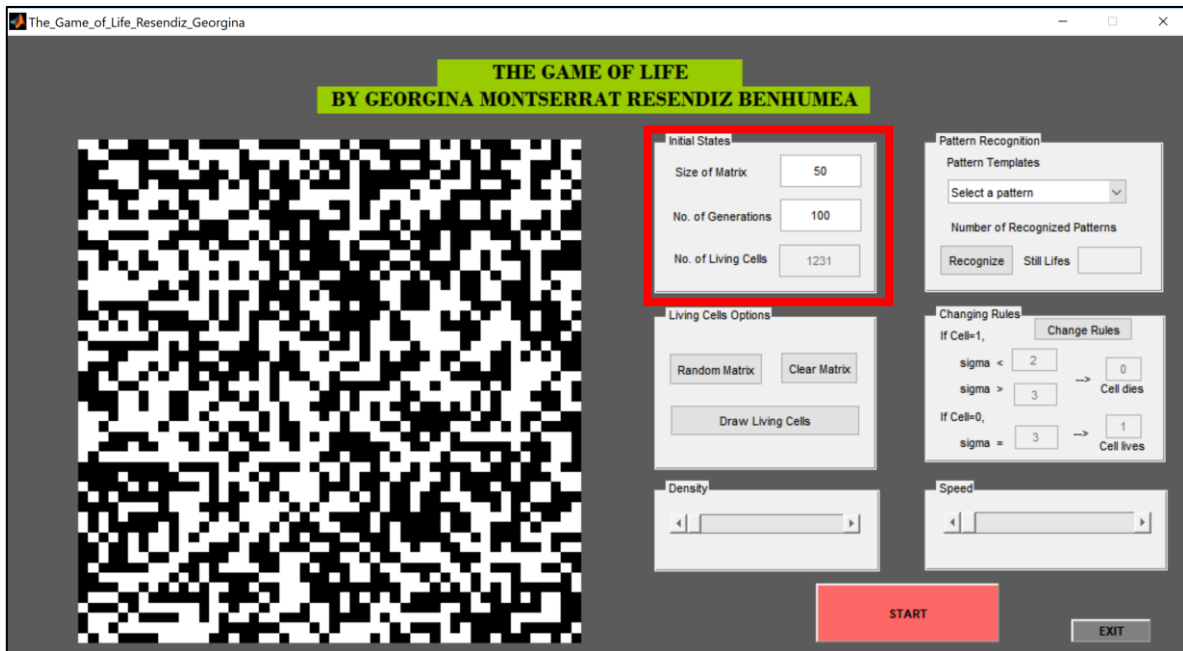 The_Game_of_Life_Resendiz_Georgina
THE GAME OF LIFE
BY GEORGINA MONTSERRAT RESENDIZ BENHUMEA
Initial States
Size of Matrix 50
No. of Generations 100
No. of Living Cells 1231
Living Cells Options
Random Matrix Clear Matrix
Draw Living Cells
Density
Pattern Recognition
Pattern Templates
Select a pattern
Number of Recognized Patterns
Recognize Still Lifes
Changing Rules
If Cell=1, Change Rules
sigma < 2
sigma > 3
--> 0
Cell dies
If Cell=0,
sigma = 3 --> 1
Cell lives
Speed
START
EXIT